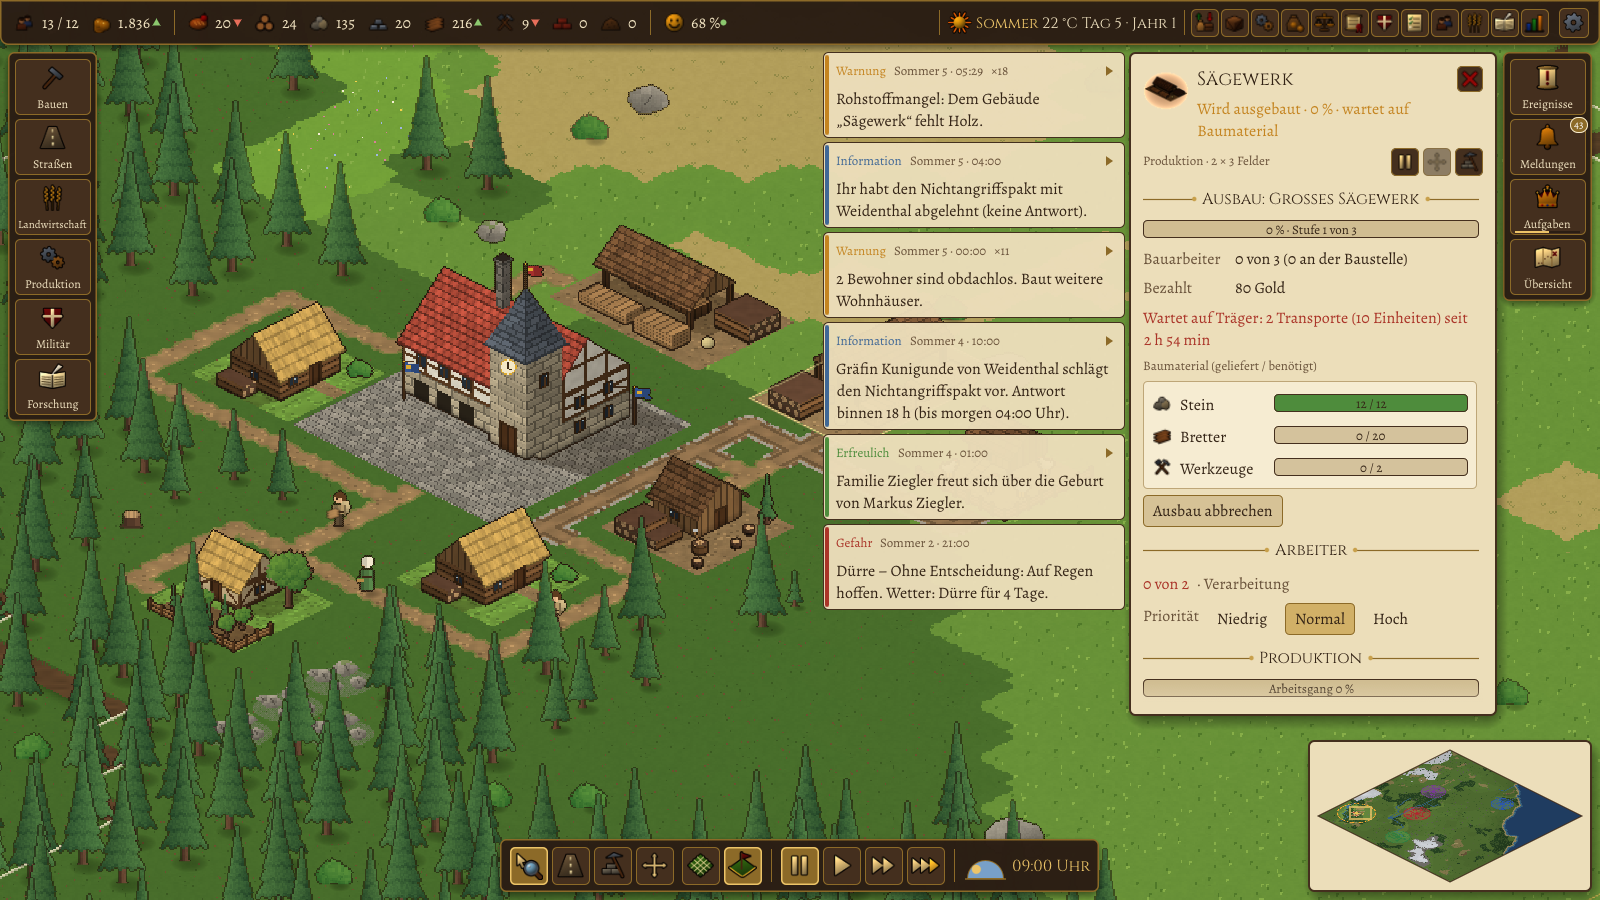 13 / 12
1.836
20
24
135
20
216
9
0
0
68 %
Sommer 22 °C Tag 5 · Jahr 1
Bauen
Straßen
Landwirtschaft
Produktion
Militär
Forschung
Warnung Sommer 5 · 05:29 ×18
Rohstoffmangel: Dem Gebäude
„Sägewerk“ fehlt Holz.
Information Sommer 5 · 04:00
Ihr habt den Nichtangriffspakt mit
Weidenthal abgelehnt (keine Antwort).
Warnung Sommer 5 · 00:00 ×11
2 Bewohner sind obdachlos. Baut weitere
Wohnhäuser.
Information Sommer 4 · 10:00
Gräfin Kunigunde von Weidenthal schlägt
den Nichtangriffspakt vor. Antwort
binnen 18 h (bis morgen 04:00 Uhr).
Erfreulich Sommer 4 · 01:00
Familie Ziegler freut sich über die Geburt
von Markus Ziegler.
Gefahr Sommer 2 · 21:00
Dürre – Ohne Entscheidung: Auf Regen
hoffen. Wetter: Dürre für 4 Tage.
Sägewerk
Wird ausgebaut · 0 % · wartet auf
Baumaterial
Produktion · 2 × 3 Felder
Ausbau: Grosses Sägewerk
0 % · Stufe 1 von 3
Bauarbeiter 0 von 3 (0 an der Baustelle)
Bezahlt 80 Gold
Wartet auf Träger: 2 Transporte (10 Einheiten) seit
2 h 54 min
Baumaterial (geliefert / benötigt)
Stein 12 / 12
Bretter 0 / 20
Werkzeuge 0 / 2
Ausbau abbrechen
Arbeiter
0 von 2 · Verarbeitung
Priorität Niedrig Normal Hoch
Produktion
Arbeitsgang 0 %
Ereignisse
43
Meldungen
Aufgaben
Übersicht
09:00 Uhr